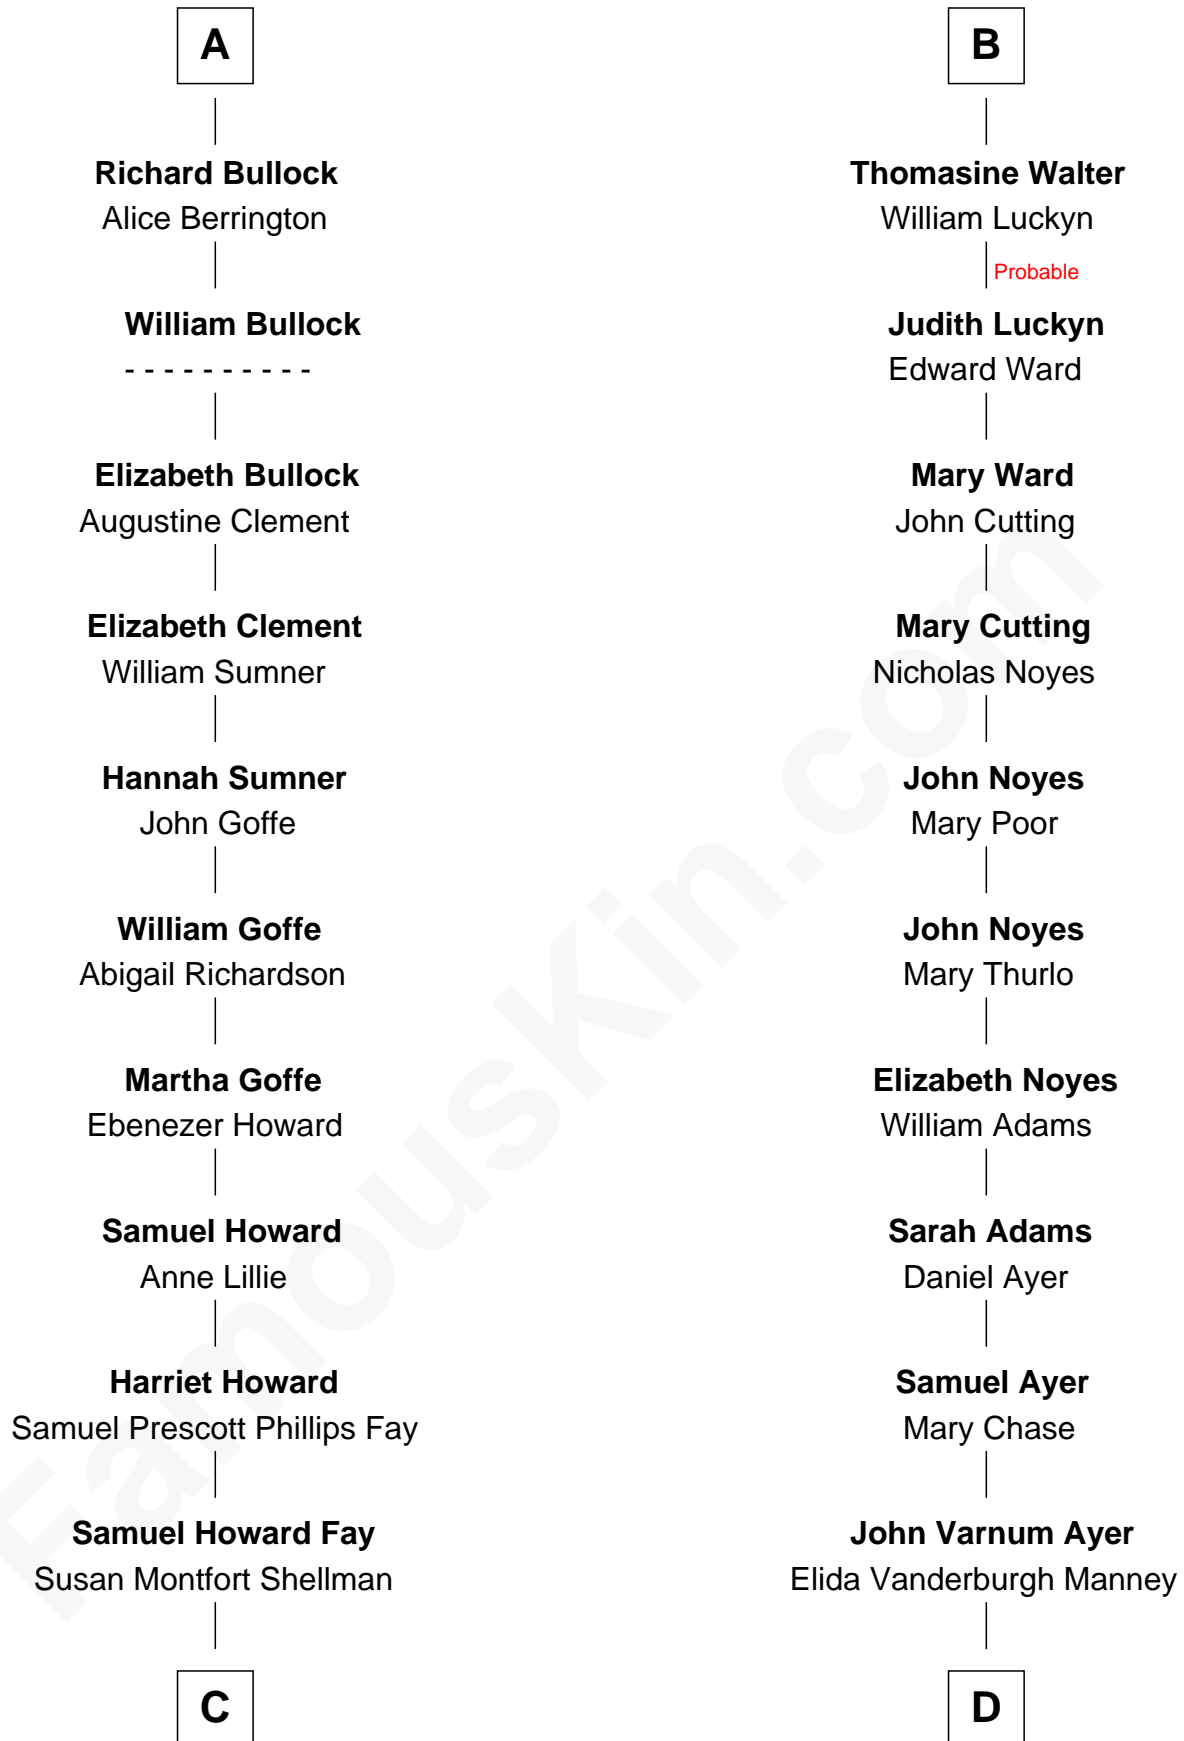 A
Richard Bullock
Alice Berrington
William Bullock
- - - - - - - - - -
Elizabeth Bullock
Augustine Clement
Elizabeth Clement
William Sumner
Hannah Sumner
John Goffe
William Goffe
Abigail Richardson
Martha Goffe
Ebenezer Howard
Samuel Howard
Anne Lillie
Harriet Howard
Samuel Prescott Phillips Fay
Samuel Howard Fay
Susan Montfort Shellman
C
B
Thomasine Walter
William Luckyn
Probable
Judith Luckyn
Edward Ward
Mary Ward
John Cutting
Mary Cutting
Nicholas Noyes
John Noyes
Mary Poor
John Noyes
Mary Thurlo
Elizabeth Noyes
William Adams
Sarah Adams
Daniel Ayer
Samuel Ayer
Mary Chase
John Varnum Ayer
Elida Vanderburgh Manney
D
FamousKin.com